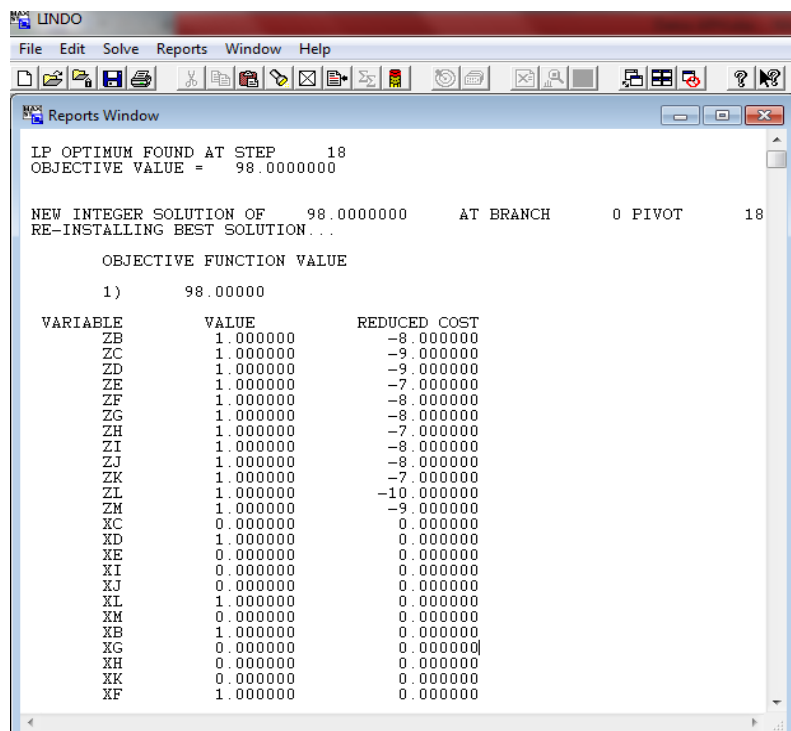 LINDO
File Edit Solve Reports Window Help
Reports Window
LP OPTIMUM FOUND AT STEP 18
OBJECTIVE VALUE = 98.0000000
NEW INTEGER SOLUTION OF 98.0000000 AT BRANCH 0 PIVOT 18
RE-INSTALLING BEST SOLUTION...
OBJECTIVE FUNCTION VALUE
1) 98.00000
VARIABLE VALUE REDUCED COST
ZB 1.000000 -8.000000
ZC 1.000000 -9.000000
ZD 1.000000 -9.000000
ZE 1.000000 -7.000000
ZF 1.000000 -8.000000
ZG 1.000000 -8.000000
ZH 1.000000 -7.000000
ZI 1.000000 -8.000000
ZJ 1.000000 -8.000000
ZK 1.000000 -7.000000
ZL 1.000000 -10.000000
ZM 1.000000 -9.000000
XC 0.000000 0.000000
XD 1.000000 0.000000
XE 0.000000 0.000000
XI 0.000000 0.000000
XJ 0.000000 0.000000
XL 1.000000 0.000000
XM 0.000000 0.000000
XB 1.000000 0.000000
XG 0.000000 0.000000
XH 0.000000 0.000000
XK 0.000000 0.000000
XF 1.000000 0.000000